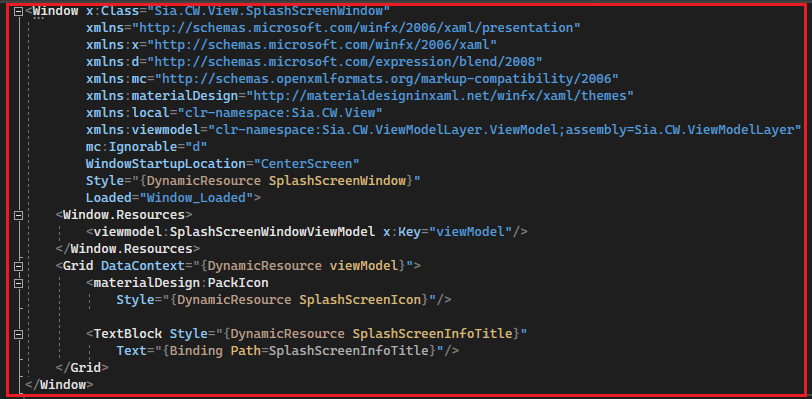 <Window x:Class="Sia.CW.View.SplashScreenWindow"
xmlns="http://schemas.microsoft.com/winfx/2006/xaml/presentation"
xmlns:x="http://schemas.microsoft.com/winfx/2006/xaml"
xmlns:d="http://schemas.microsoft.com/expression/blend/2008"
xmlns:mc="http://schemas.openxmlformats.org/markup-compatibility/2006"
xmlns:materialDesign="http://materialdesigninxaml.net/winfx/xaml/themes"
xmlns:local="clr-namespace:Sia.CW.View"
xmlns:viewmodel="clr-namespace:Sia.CW.ViewModelLayer.ViewModel;assembly=Sia.CW.ViewModelLayer"
mc:Ignorable="d"
WindowStartupLocation="CenterScreen"
Style="{DynamicResource SplashScreenWindow}"
Loaded="Window_Loaded">
<Window.Resources>
<viewmodel:SplashScreenWindowViewModel x:Key="viewModel"/>
</Window.Resources>
<Grid DataContext="{DynamicResource viewModel}">
<materialDesign:PackIcon
Style="{DynamicResource SplashScreenIcon}"/>
<TextBlock Style="{DynamicResource SplashScreenInfoTitle}"
Text="{Binding Path=SplashScreenInfoTitle}"/>
</Grid>
</Window>